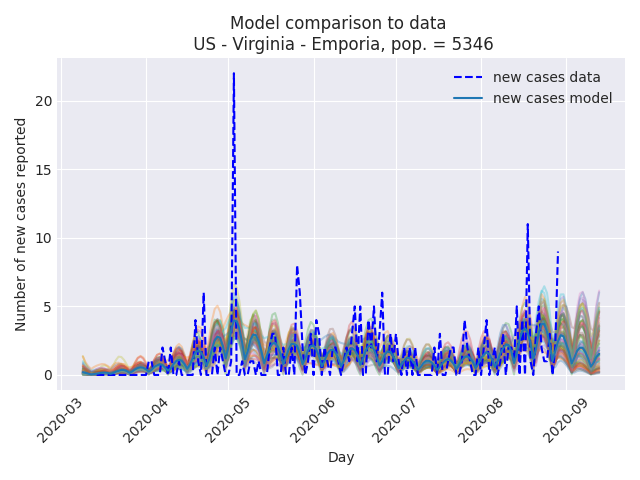 Model comparison to data
US - Virginia - Emporia, pop. = 5346
new cases data
new cases model
Number of new cases reported
20
15
10
5
0
2020-03
2020-04
2020-05
2020-06
2020-07
2020-08
2020-09
Day